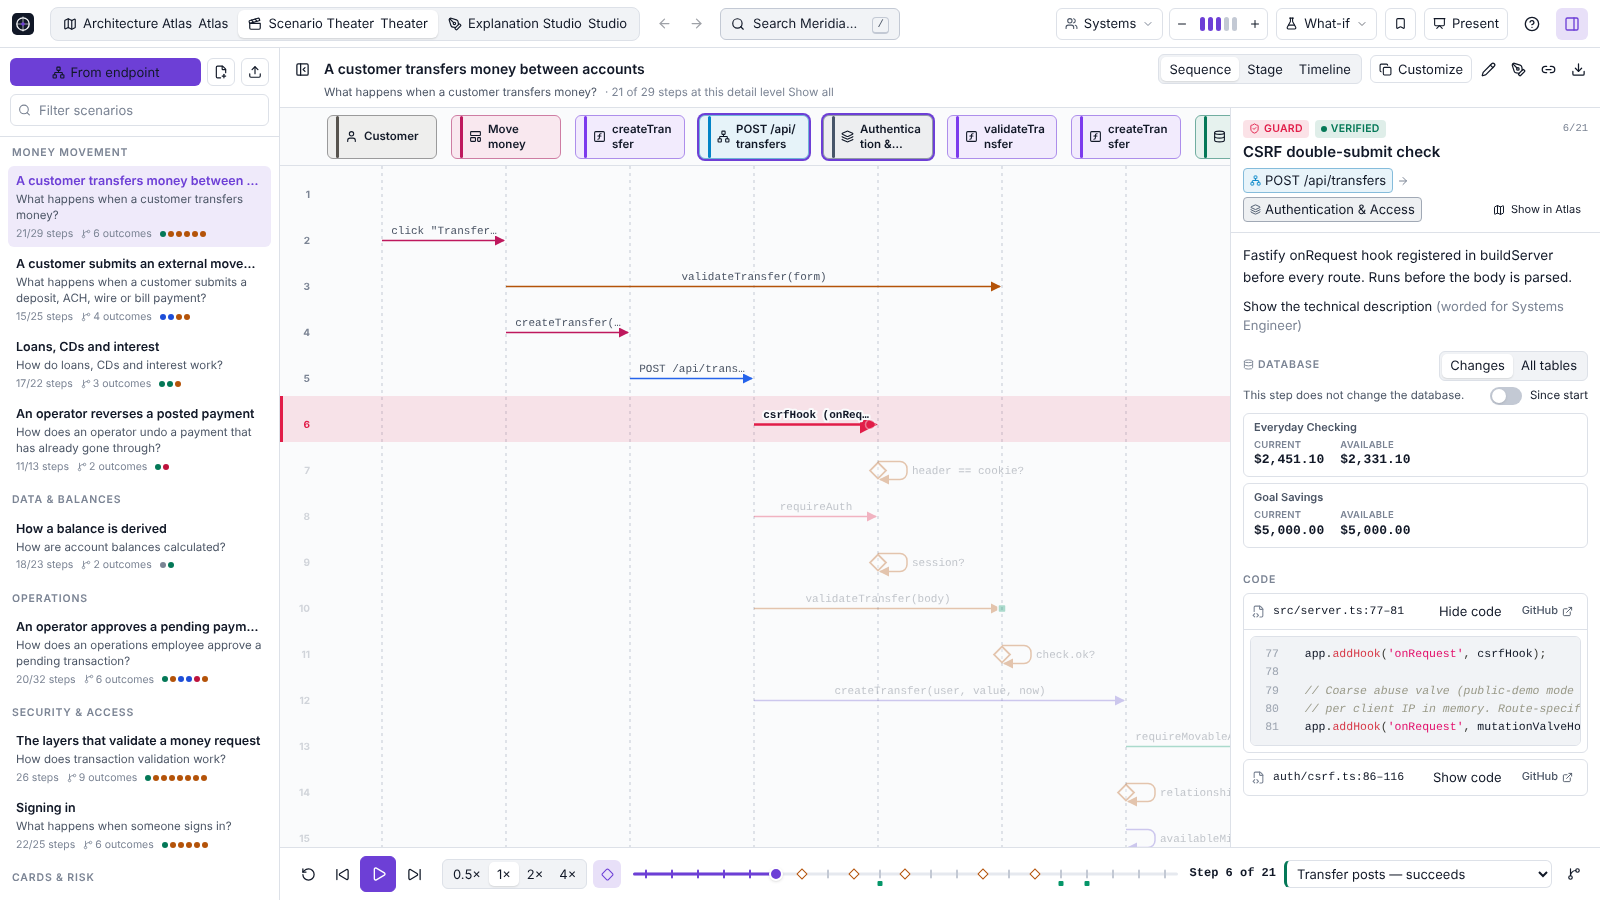 Architecture Atlas Atlas
Scenario Theater Theater
Explanation Studio Studio
Search Meridia... /
Systems
What-if
Present
From endpoint
Filter scenarios
MONEY MOVEMENT
A customer transfers money between ...
What happens when a customer transfers
money?
21/29 steps 6 outcomes
A customer submits an external move...
What happens when a customer submits a
deposit, ACH, wire or bill payment?
15/25 steps 4 outcomes
Loans, CDs and interest
How do loans, CDs and interest work?
17/22 steps 3 outcomes
An operator reverses a posted payment
How does an operator undo a payment that
has already gone through?
11/13 steps 2 outcomes
DATA & BALANCES
How a balance is derived
How are account balances calculated?
18/23 steps 2 outcomes
OPERATIONS
An operator approves a pending paym...
How does an operations employee approve a
pending transaction?
20/32 steps 6 outcomes
SECURITY & ACCESS
The layers that validate a money request
How does transaction validation work?
26 steps 9 outcomes
Signing in
What happens when someone signs in?
22/25 steps 6 outcomes
CARDS & RISK
A customer transfers money between accounts
What happens when a customer transfers money? · 21 of 29 steps at this detail level Show all
Sequence Stage Timeline
Customize
Customer
Move
money
createTran
sfer
POST /api/
transfers
Authentica
tion &...
validateTra
nsfer
createTran
sfer
1
2 click "Transfer...
3 validateTransfer(form)
4 createTransfer(...
5 POST /api/trans...
6 csrfHook (onReq...
7 header == cookie?
8 requireAuth
9 session?
10 validateTransfer(body)
11 check.ok?
12 createTransfer(user, value, now)
13 requireMovableA
14 relationshi
15 availableMi
GUARD VERIFIED 6/21
CSRF double-submit check
POST /api/transfers →
Authentication & Access
Show in Atlas
Fastify onRequest hook registered in buildServer
before every route. Runs before the body is parsed.
Show the technical description (worded for Systems
Engineer)
DATABASE
Changes All tables
This step does not change the database.
Since start
Everyday Checking
CURRENT AVAILABLE
$2,451.10 $2,331.10
Goal Savings
CURRENT AVAILABLE
$5,000.00 $5,000.00
CODE
src/server.ts:77–81 Hide code GitHub
77 app.addHook('onRequest', csrfHook);
78
79 // Coarse abuse valve (public-demo mode
80 // per client IP in memory. Route-specif
81 app.addHook('onRequest', mutationValveHo
auth/csrf.ts:86–116 Show code GitHub
0.5× 1× 2× 4×
Step 6 of 21
Transfer posts — succeeds